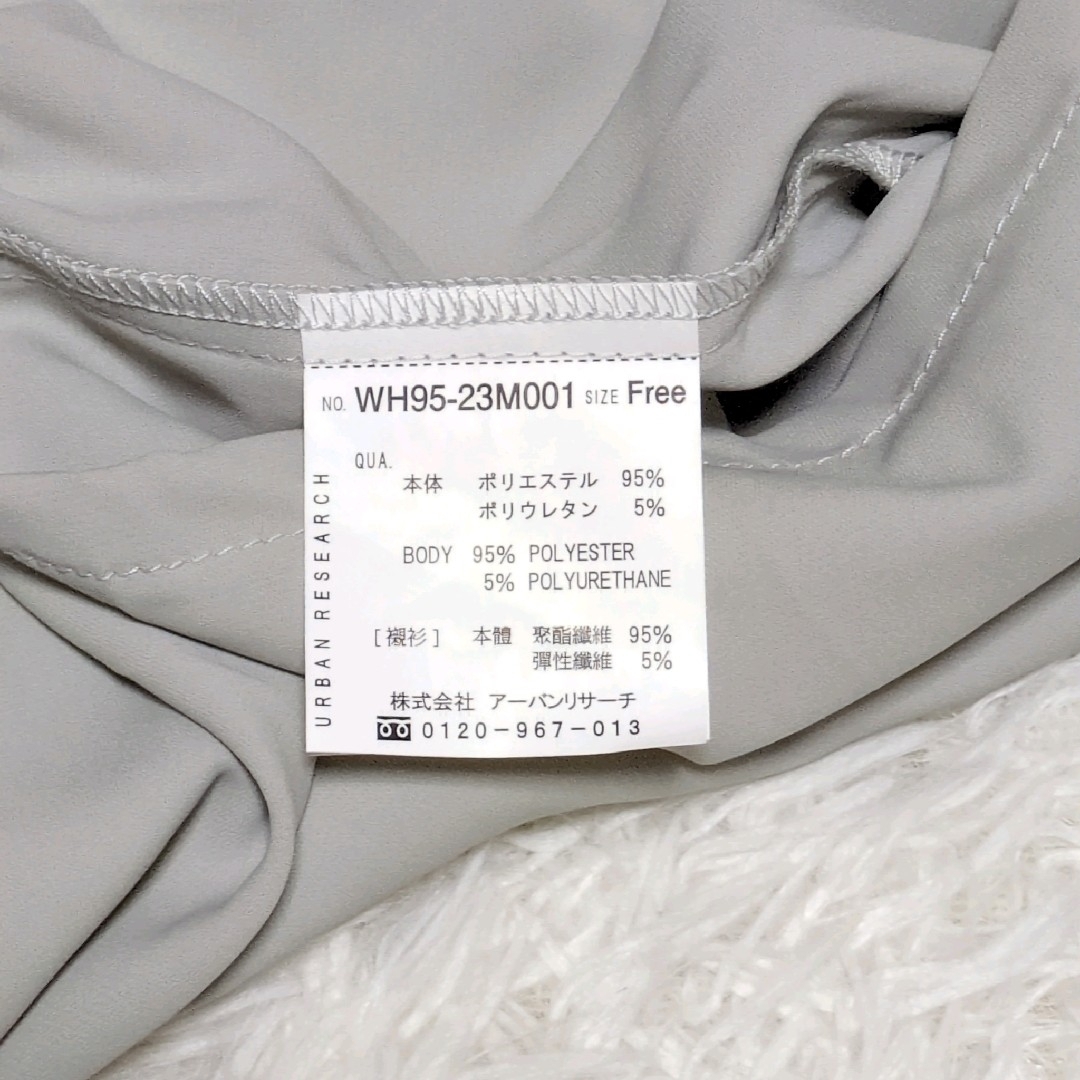 NO. WH95-23M001 SIZE Free
QUA.
本体 ポリエステル 95%
ポリウレタン 5%
BODY 95% POLYESTER
5% POLYURETHANE
[襯衫] 本體 聚酯纖維 95%
彈性纖維 5%
株式会社 アーバンリサーチ
0120-967-013
URBAN RESEARCH